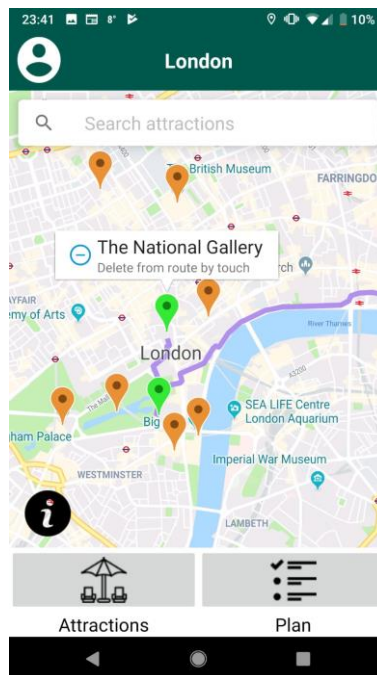 23:41 8° 10%
London
Search attractions
British Museum
FARRINGDO
The National Gallery
Delete from route by touch
rch
AYFAIR
emy of Arts
River Thames
London
A3200
The Mall
SEA LIFE Centre
London Aquarium
Big
ham Palace
Imperial War Museum
WESTMINSTER
i
LAMBETH
Attractions
Plan